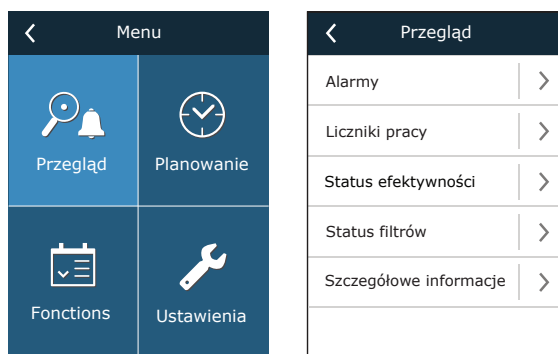 Menu
Przegląd
Planowanie
Fonctions
Ustawienia
Przegląd
Alarmy
Liczniki pracy
Status efektywności
Status filtrów
Szczegółowe informacje